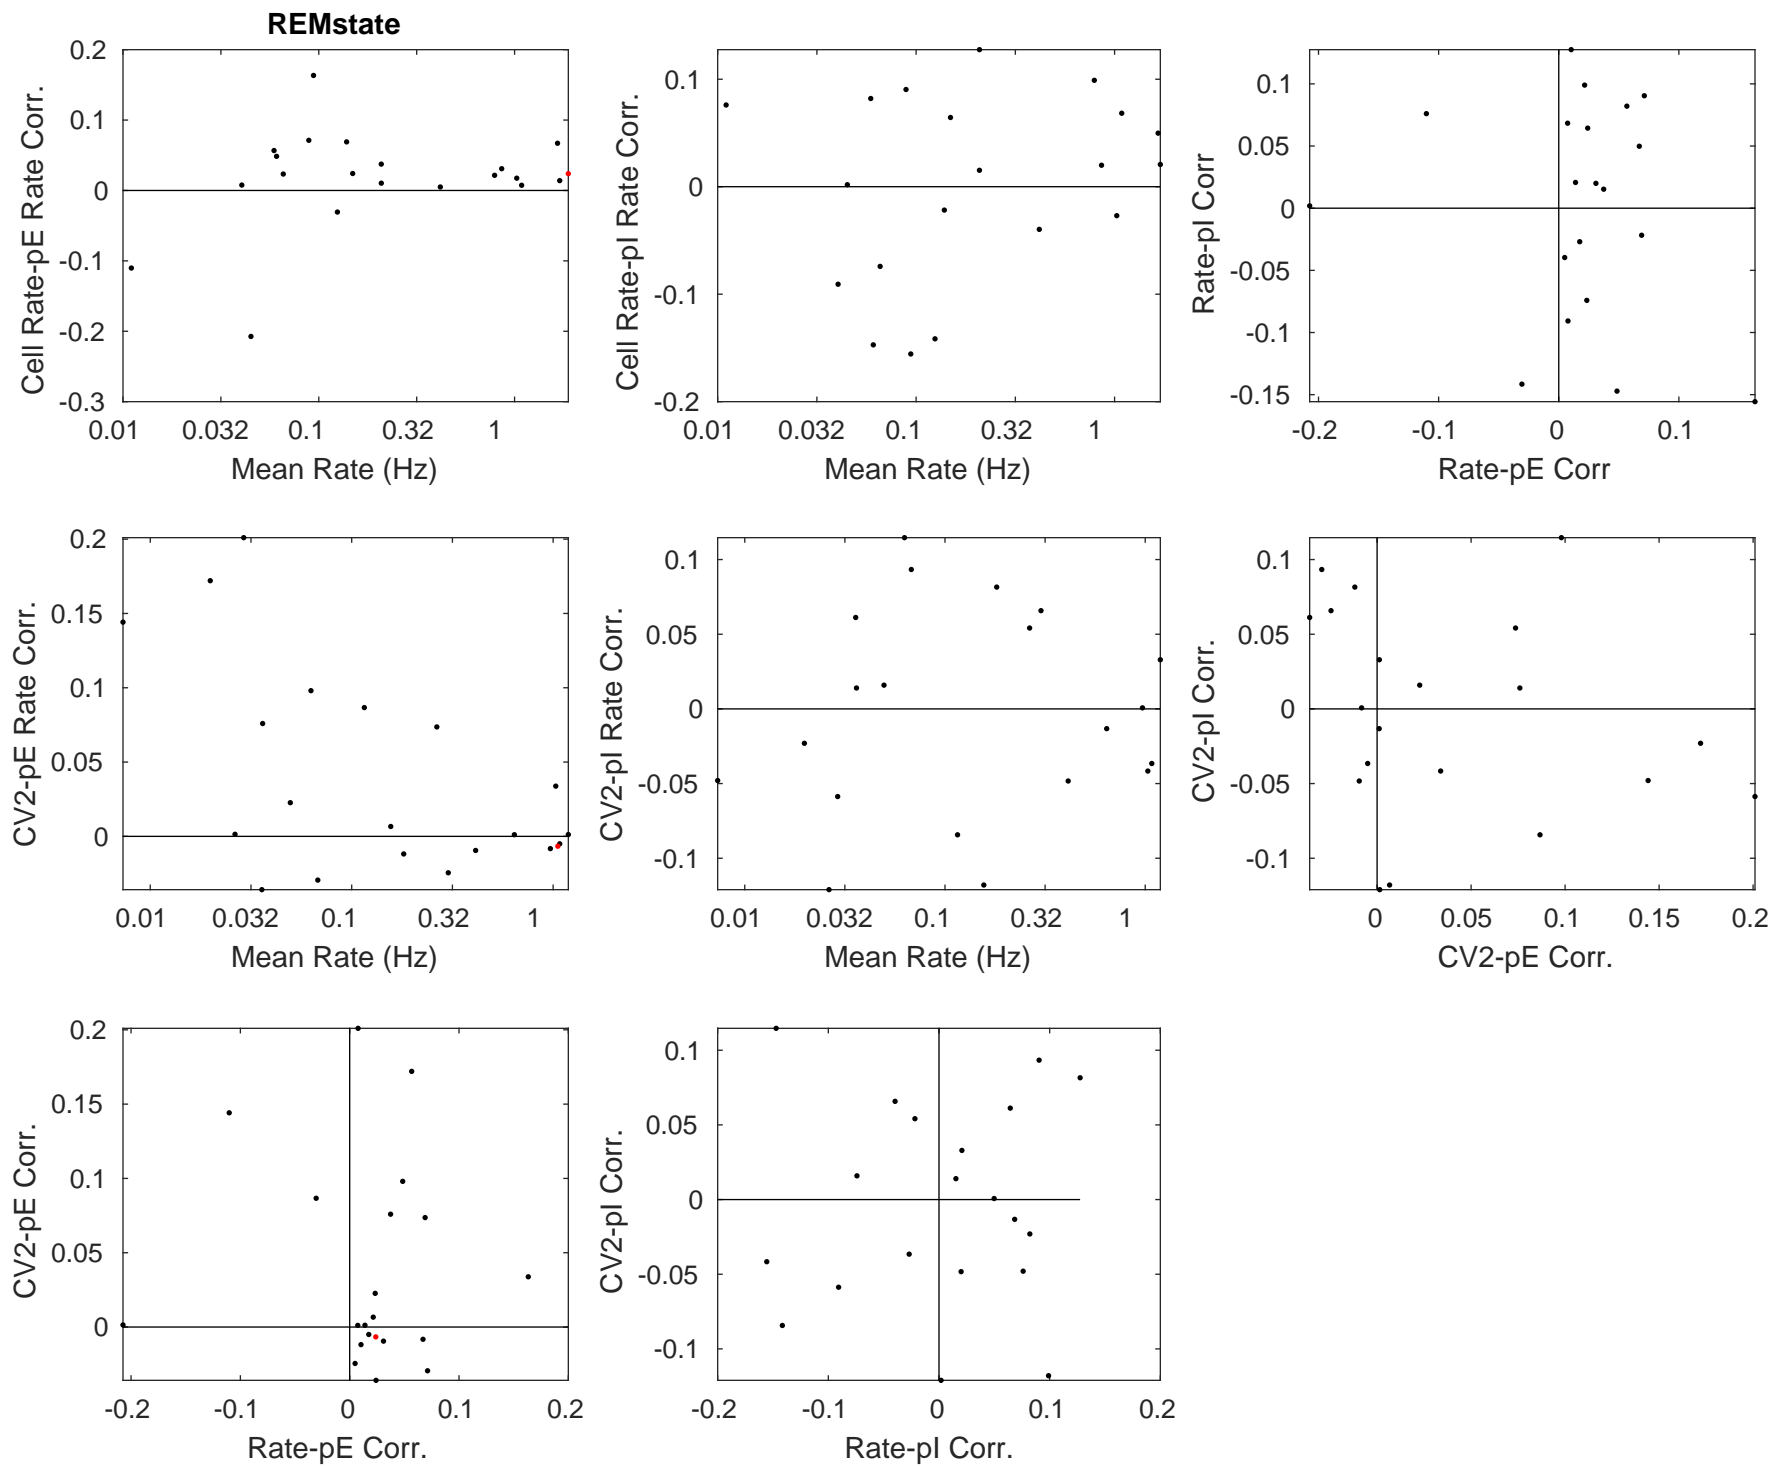 REMstate
0.2
0.1
0
-0.1
-0.2
-0.3
Cell Rate-pE Rate Corr.
0.01 0.032 0.1 0.32 1
Mean Rate (Hz)
0.1
0
-0.1
-0.2
Cell Rate-pI Rate Corr.
0.01 0.032 0.1 0.32 1
Mean Rate (Hz)
0.1
0.05
0
-0.05
-0.1
-0.15
Rate-pI Corr
-0.2 -0.1 0 0.1
Rate-pE Corr
0.2
0.15
0.1
0.05
0
CV2-pE Rate Corr.
0.01 0.032 0.1 0.32 1
Mean Rate (Hz)
0.1
0.05
0
-0.05
-0.1
CV2-pI Rate Corr.
0.01 0.032 0.1 0.32 1
Mean Rate (Hz)
0.1
0.05
0
-0.05
-0.1
CV2-pI Corr.
0 0.05 0.1 0.15 0.2
CV2-pE Corr.
0.2
0.15
0.1
0.05
0
CV2-pE Corr.
-0.2 -0.1 0 0.1 0.2
Rate-pE Corr.
0.1
0.05
0
-0.05
-0.1
CV2-pI Corr.
-0.2 -0.1 0 0.1 0.2
Rate-pI Corr.